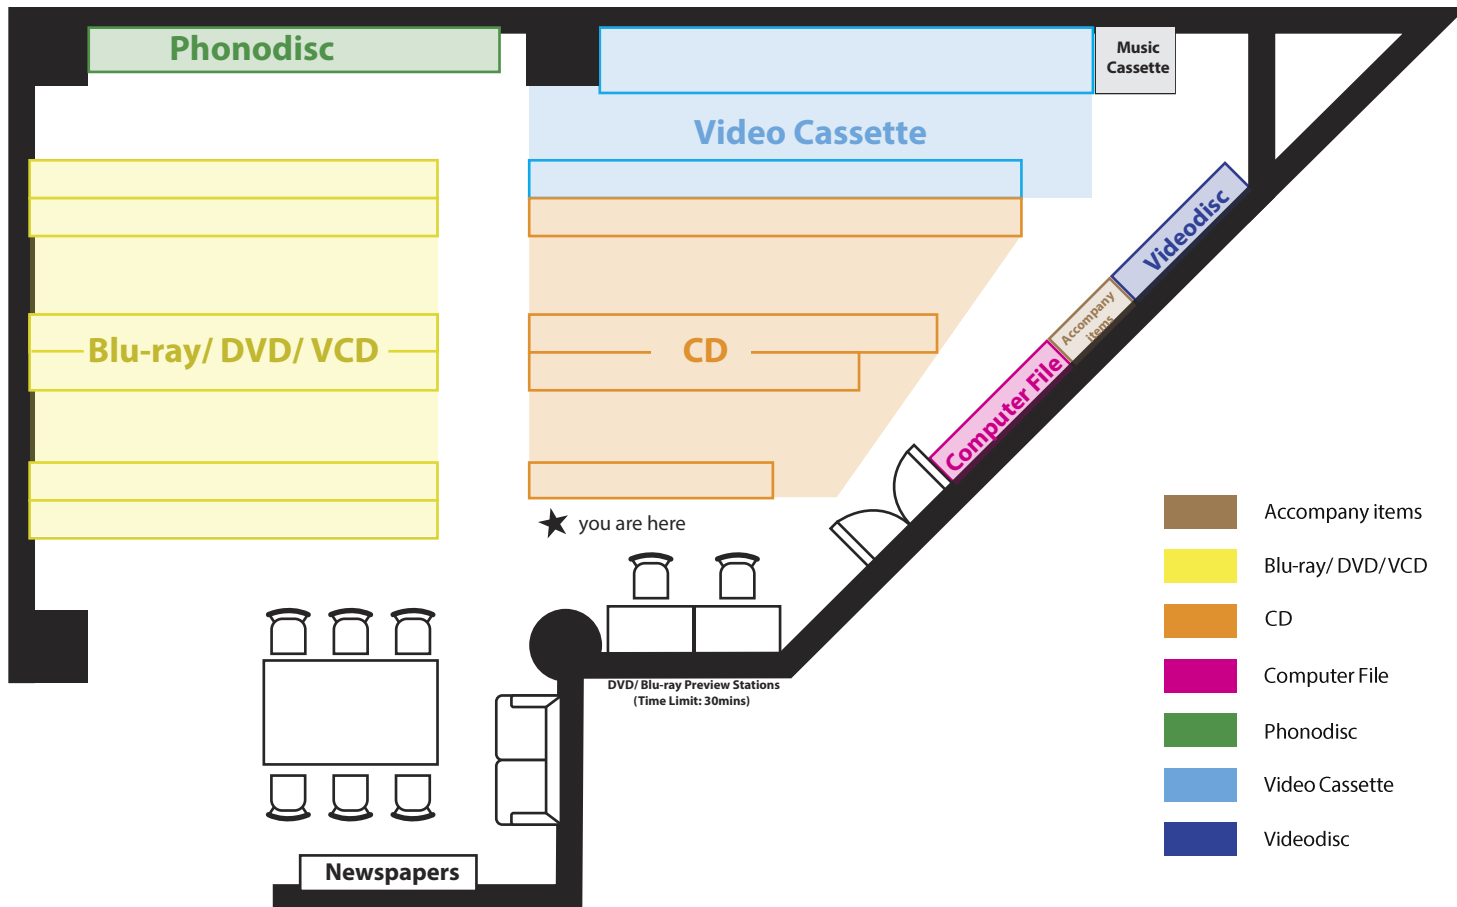 Phonodisc
Music
Cassette
Video Cassette
Videodisc
Accompany
items
Blu-ray/ DVD/ VCD
CD
Computer File
you are here
DVD/ Blu-ray Preview Stations
(Time Limit: 30mins)
Newspapers
Accompany items
Blu-ray/ DVD/ VCD
CD
Computer File
Phonodisc
Video Cassette
Videodisc